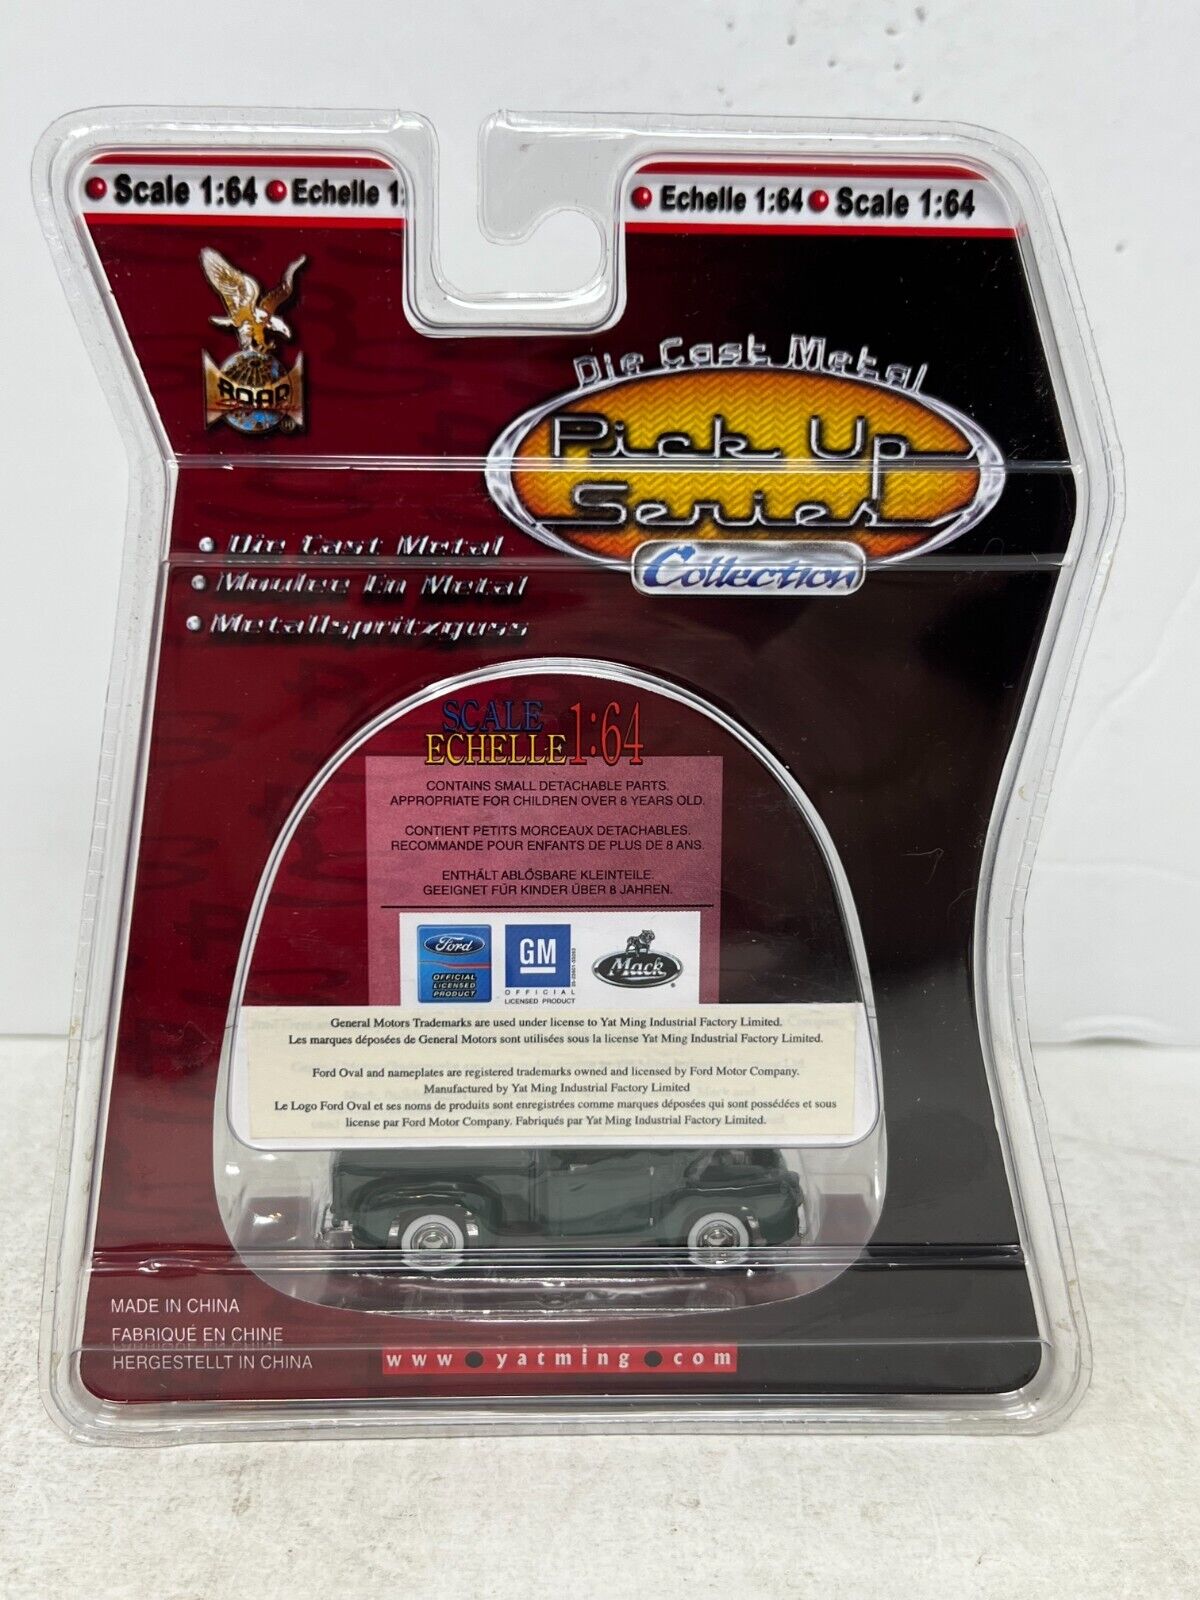 Scale 1:64 Echelle 1:
Echelle 1:64 Scale 1:64
ROAD
®
Die Cast Metal
Pick Up
Series
Collection
Die Cast Metal
Moulee En Metal
Metallspritzguss
SCALE
ECHELLE 1:64
CONTAINS SMALL DETACHABLE PARTS.
APPROPRIATE FOR CHILDREN OVER 8 YEARS OLD.
CONTIENT PETITS MORCEAUX DETACHABLES.
RECOMMANDE POUR ENFANTS DE PLUS DE 8 ANS.
ENTHÄLT ABLÖSBARE KLEINTEILE.
GEEIGNET FÜR KINDER ÜBER 8 JAHREN.
Ford
OFFICIAL
LICENSED
PRODUCT
GM
OFFICIAL
LICENSED PRODUCT
Mack
®
General Motors Trademarks are used under license to Yat Ming Industrial Factory Limited.
Les marques déposées de General Motors sont utilisées sous la license Yat Ming Industrial Factory Limited.
Ford Oval and nameplates are registered trademarks owned and licensed by Ford Motor Company.
Manufactured by Yat Ming Industrial Factory Limited
Le Logo Ford Oval et ses noms de produits sont enregistrées comme marques déposées qui sont possédées et sous
license par Ford Motor Company. Fabriqués par Yat Ming Industrial Factory Limited.
MADE IN CHINA
FABRIQUÉ EN CHINE
HERGESTELLT IN CHINA
www●yatming●com